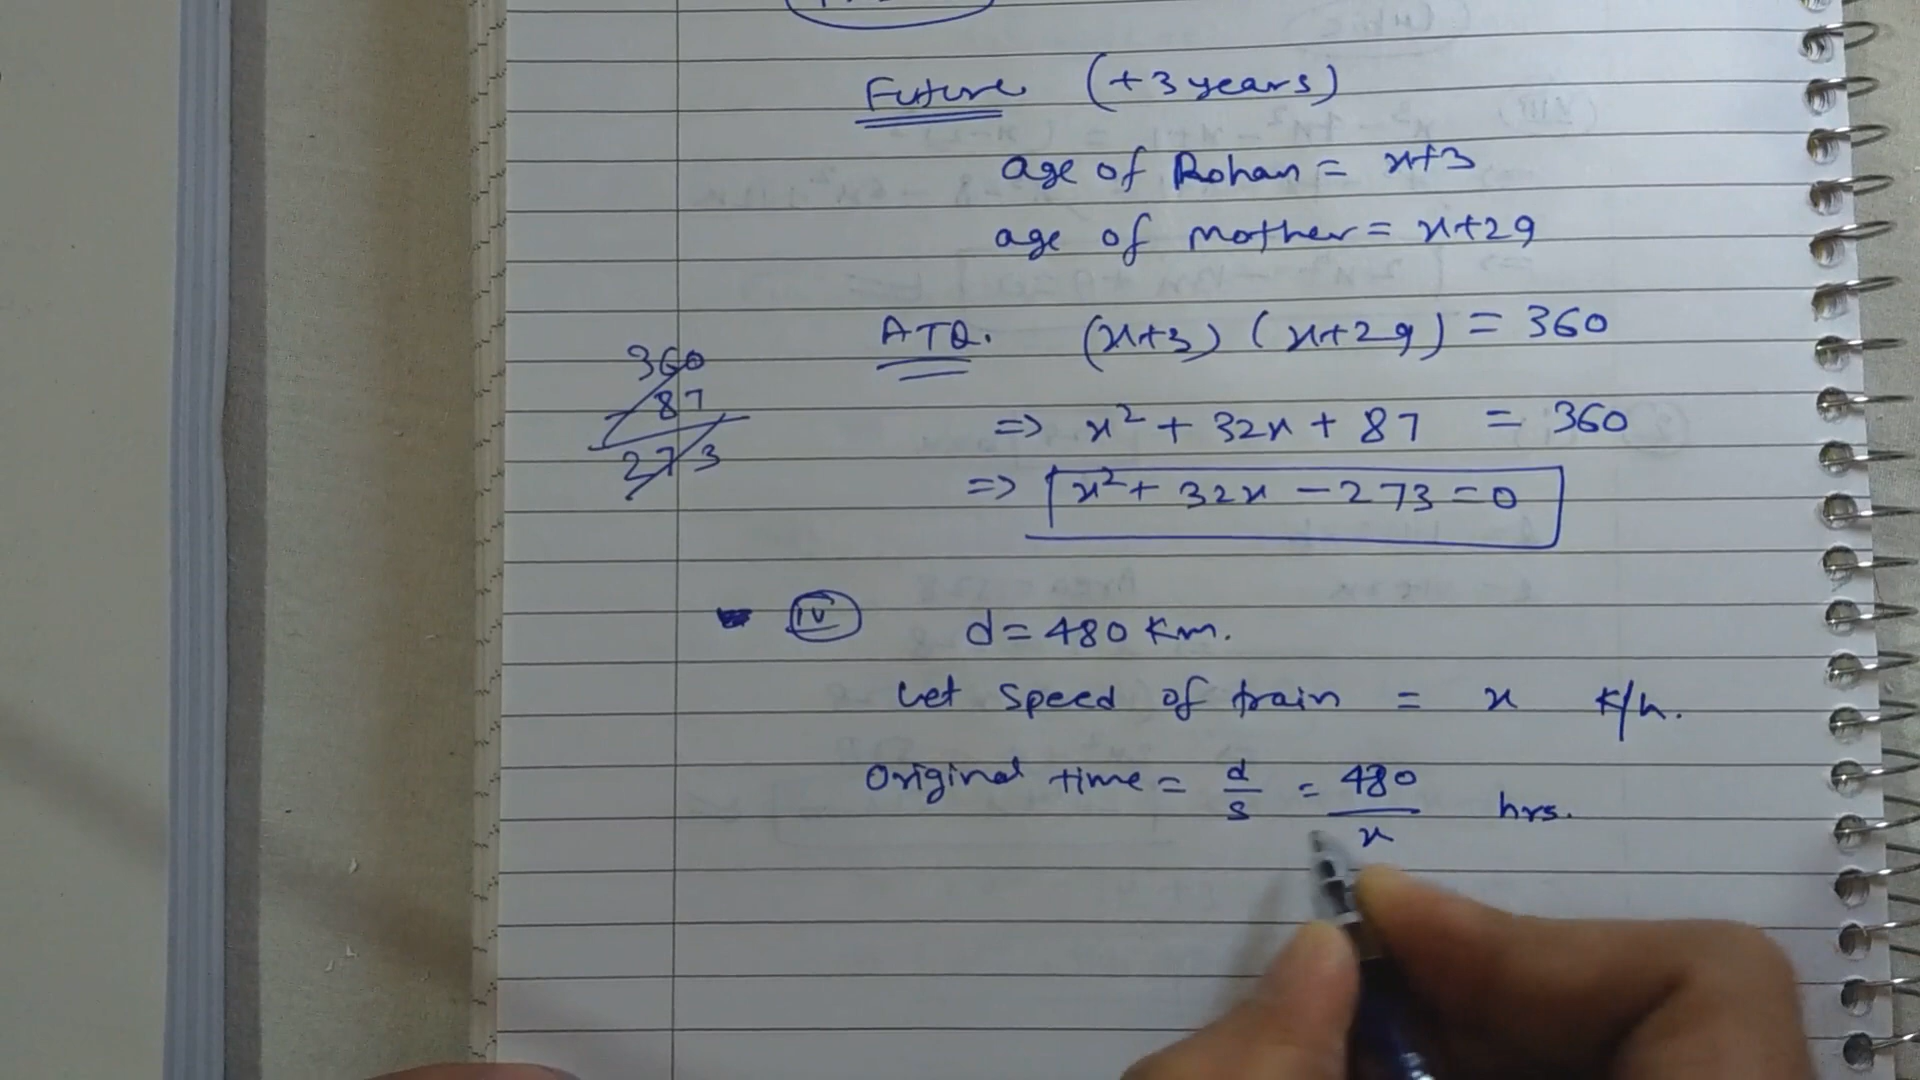 Future (+3 years)
age of Rohan = x+3
age of mother = x+29
ATQ. (x+3) (x+29) = 360
360
87
273
=> x² + 32x + 87 = 360
=> x² + 32x - 273 = 0
iv d = 480 Km.
Let speed of train = x K/h.
Original time = d/s = 480/x hrs.